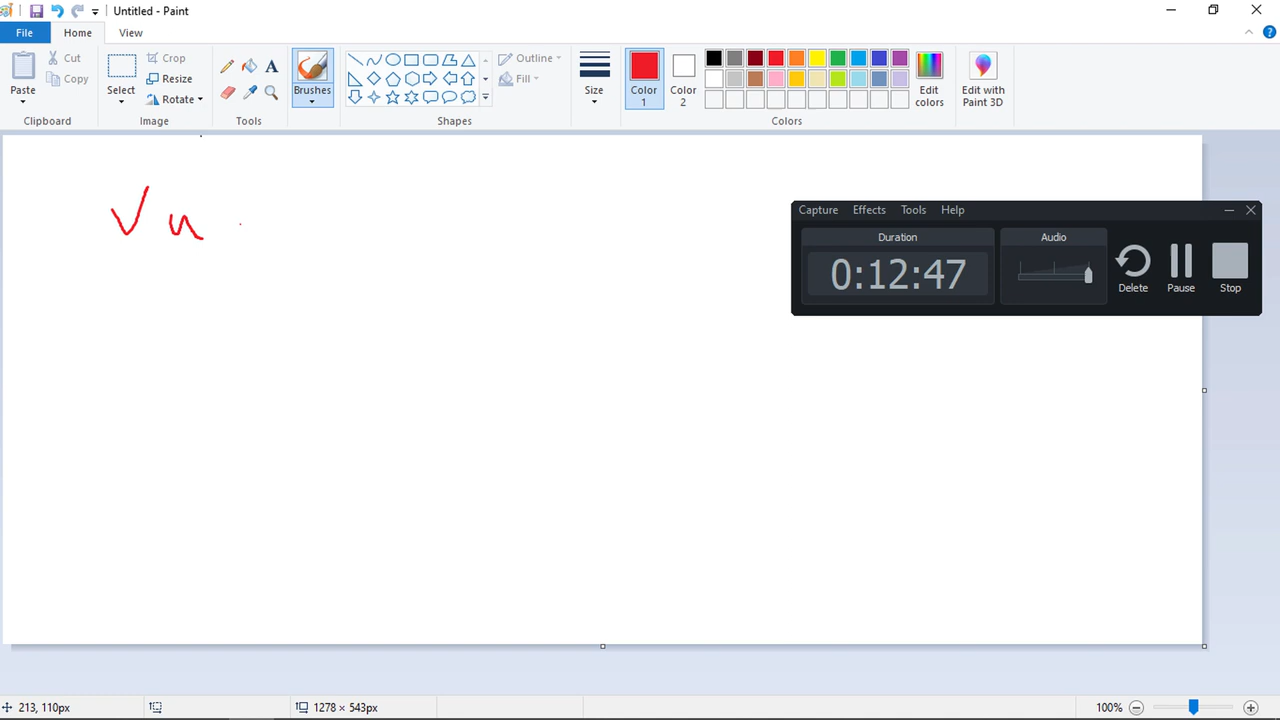 Untitled - Paint
File Home View
Paste Cut Copy Select Crop Resize Rotate A Brushes Outline Fill Size Color 1 Color 2 Edit colors Edit with Paint 3D
Clipboard Image Tools Shapes Colors
V u
Capture Effects Tools Help
Duration Audio
0:12:47
Delete Pause Stop
213, 110px 1278 × 543px 100%